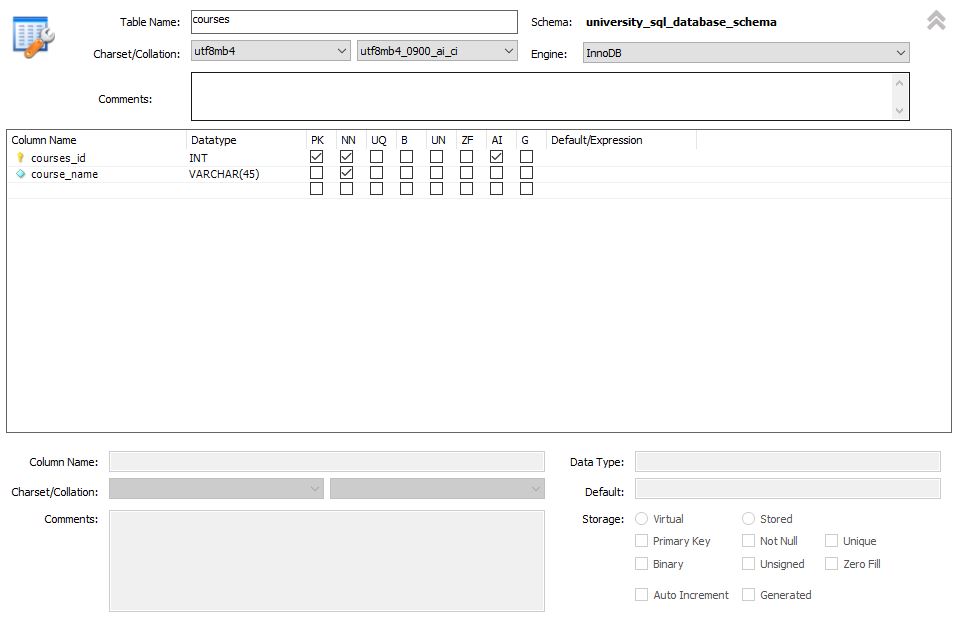 Table Name: courses Schema: university_sql_database_schema
Charset/Collation: utf8mb4 utf8mb4_0900_ai_ci Engine: InnoDB
Comments:
Column Name Datatype PK NN UQ B UN ZF AI G Default/Expression
courses_id INT
course_name VARCHAR(45)
Column Name: Data Type:
Charset/Collation: Default:
Comments: Storage: Virtual Stored
Primary Key Not Null Unique
Binary Unsigned Zero Fill
Auto Increment Generated